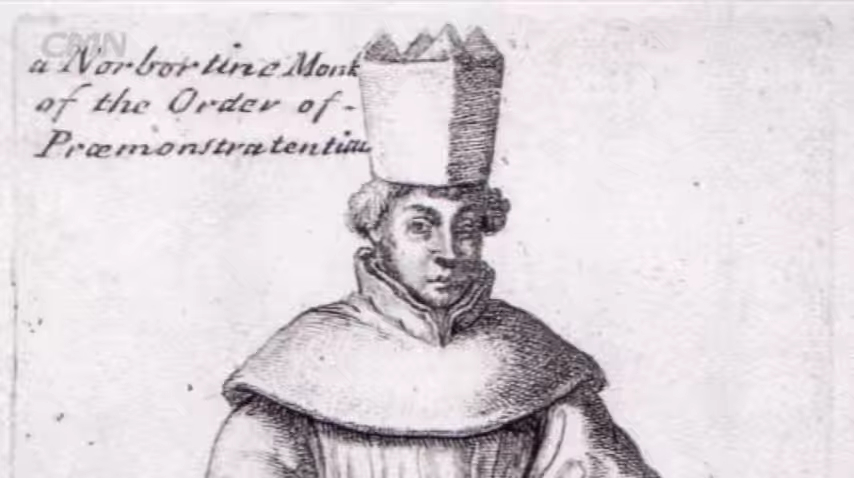 CMN
a Norbortine Monk
of the Order of -
Præmonstratentian